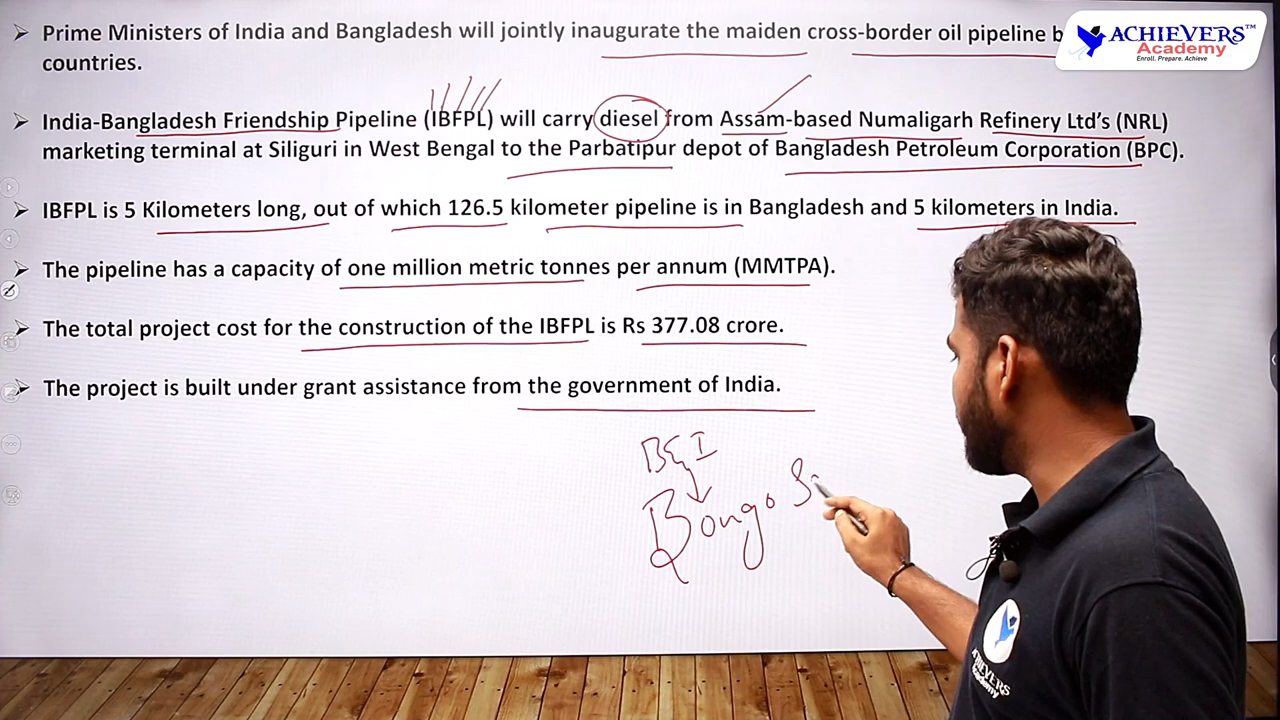 ➢ Prime Ministers of India and Bangladesh will jointly inaugurate the maiden cross-border oil pipeline
countries.
ACHIEVERS™
Academy
Enroll. Prepare. Achieve
➢ India-Bangladesh Friendship Pipeline (IBFPL) will carry diesel from Assam-based Numaligarh Refinery Ltd's (NRL)
marketing terminal at Siliguri in West Bengal to the Parbatipur depot of Bangladesh Petroleum Corporation (BPC).
➢ IBFPL is 5 Kilometers long, out of which 126.5 kilometer pipeline is in Bangladesh and 5 kilometers in India.
➢ The pipeline has a capacity of one million metric tonnes per annum (MMTPA).
➢ The total project cost for the construction of the IBFPL is Rs 377.08 crore.
➢ The project is built under grant assistance from the government of India.
Bongo
ACHIEVERS
Academy